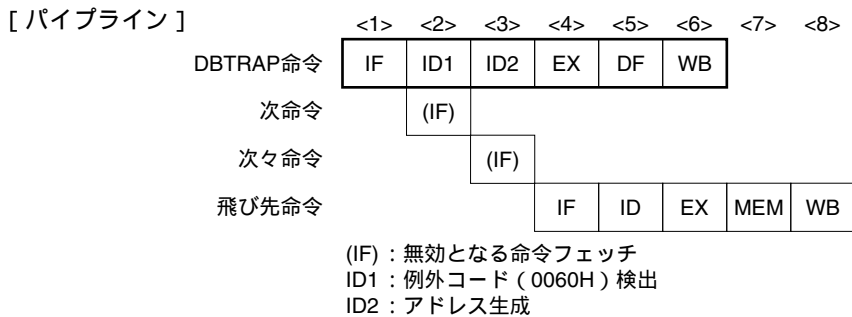 [ パイプライン ]
<1> <2> <3> <4> <5> <6> <7> <8>
DBTRAP命令 IF ID1 ID2 EX DF WB
次命令 (IF)
次々命令 (IF)
飛び先命令 IF ID EX MEM WB
(IF)：無効となる命令フェッチ
ID1：例外コード（0060H）検出
ID2：アドレス生成